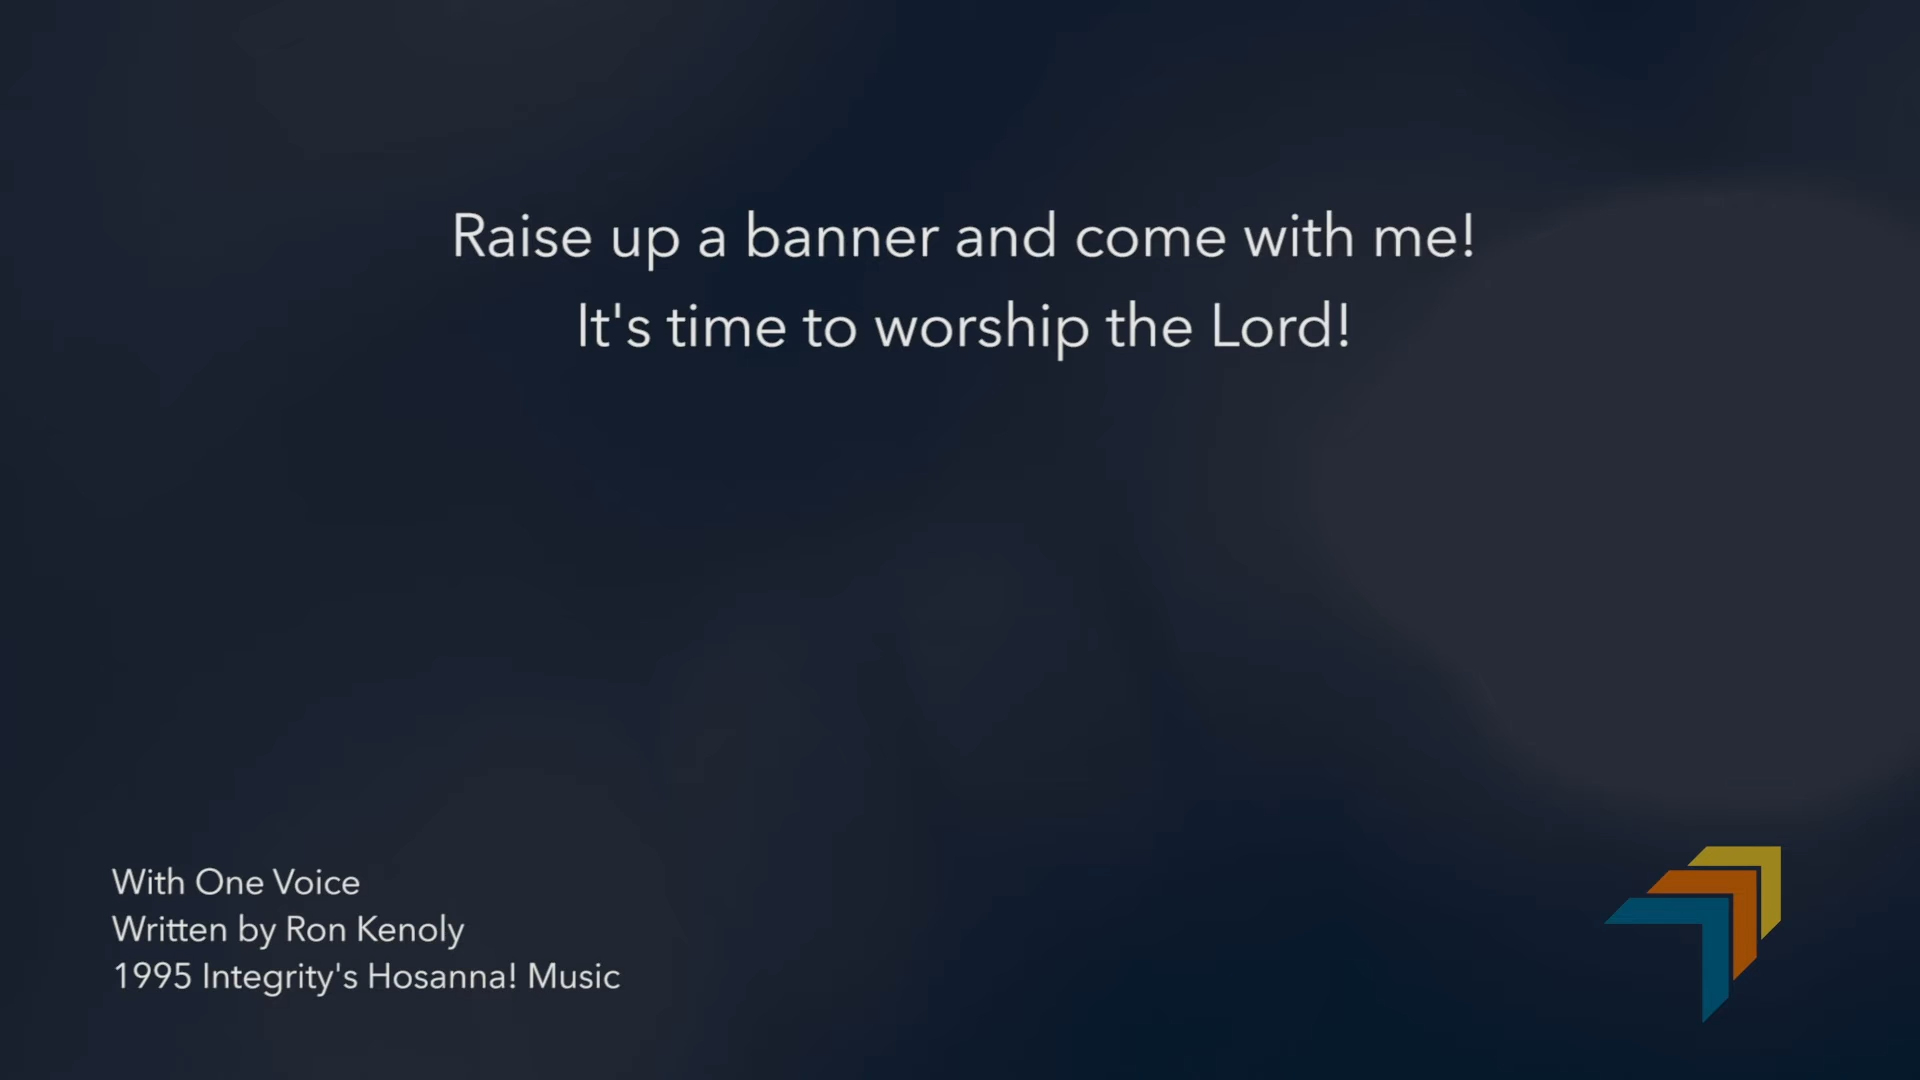 Raise up a banner and come with me!
It's time to worship the Lord!
With One Voice
Written by Ron Kenoly
1995 Integrity's Hosanna! Music